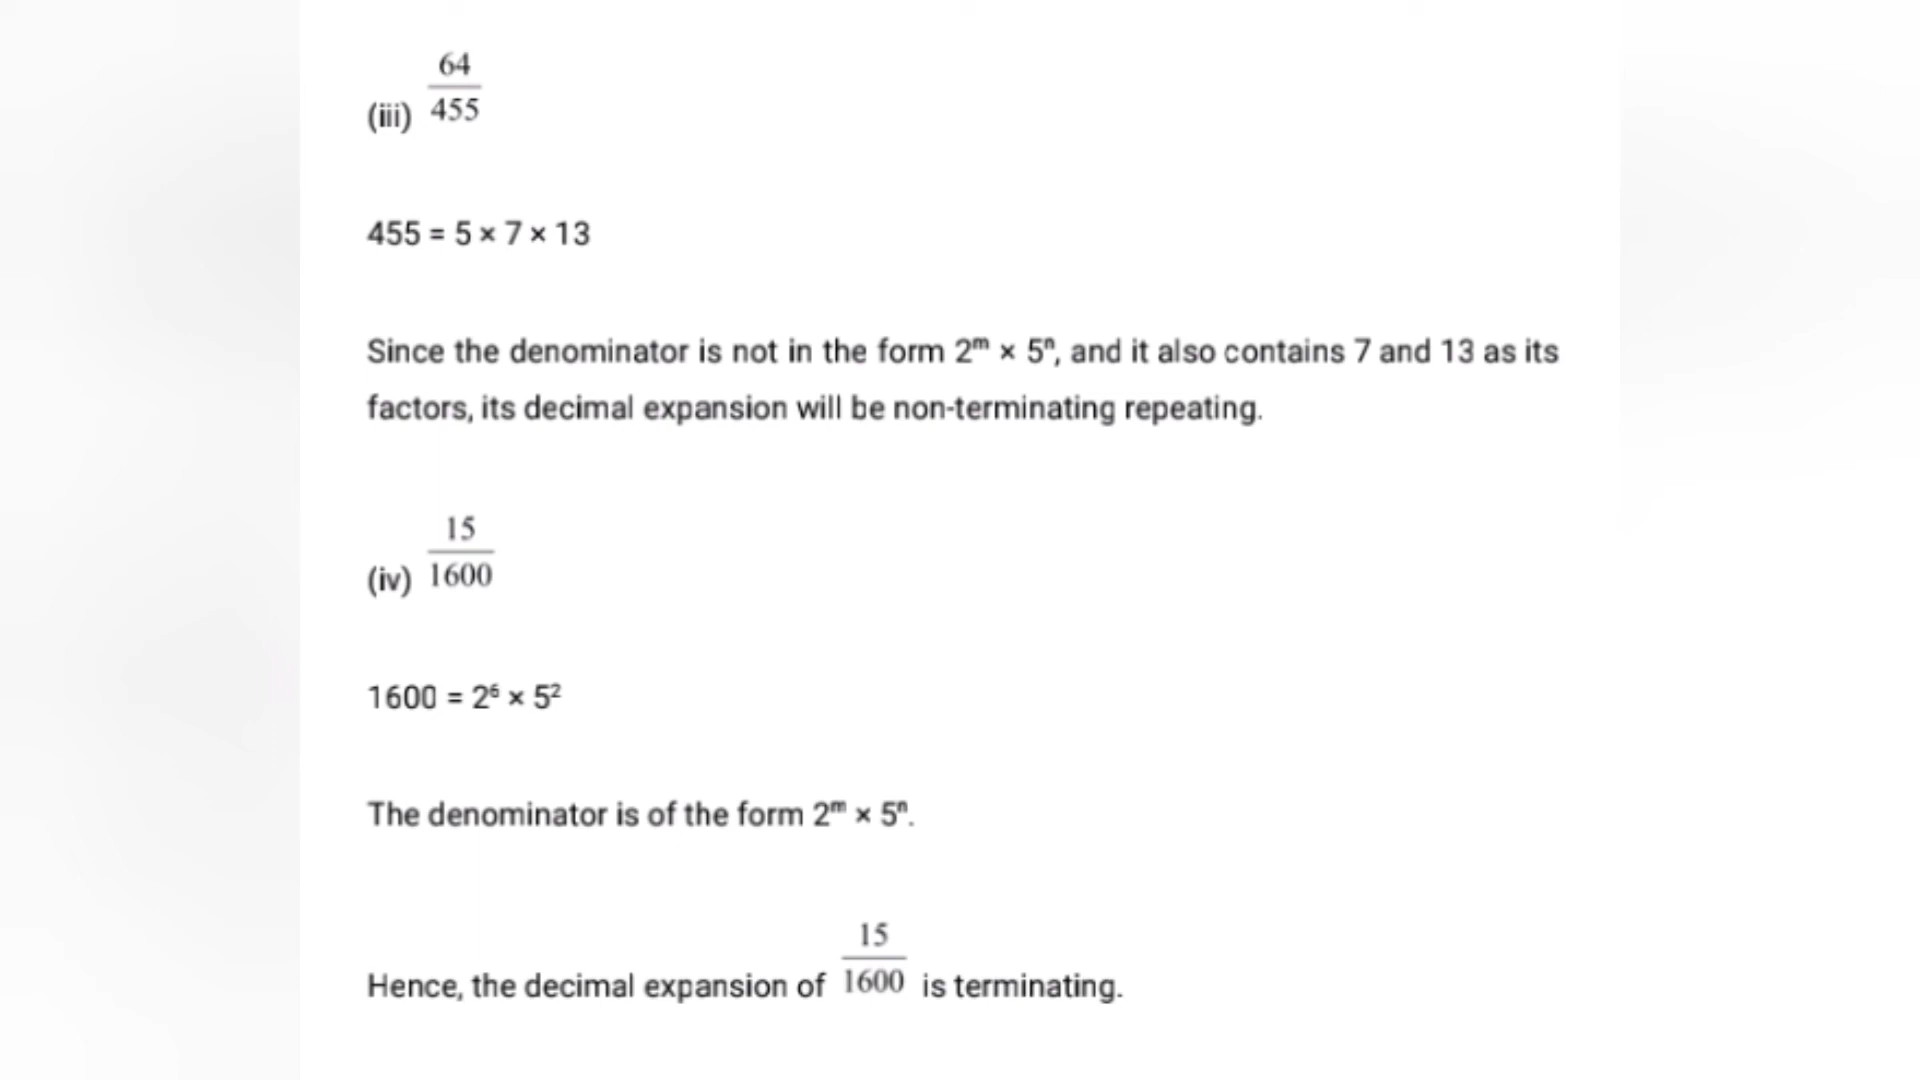 (iii) 64/455
455 = 5 × 7 × 13
Since the denominator is not in the form 2ᵐ × 5ⁿ, and it also contains 7 and 13 as its
factors, its decimal expansion will be non-terminating repeating.
(iv) 15/1600
1600 = 2⁶ × 5²
The denominator is of the form 2ᵐ × 5ⁿ.
Hence, the decimal expansion of 15/1600 is terminating.